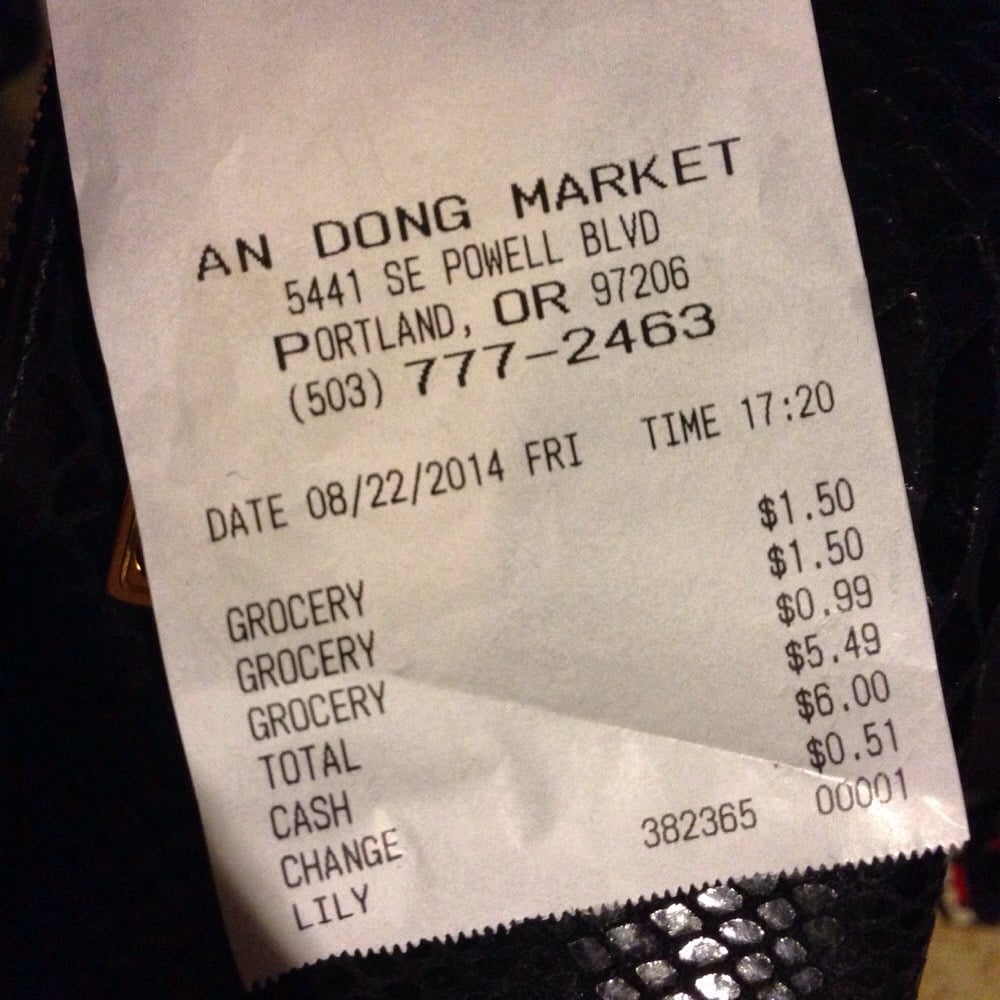 AN DONG MARKET
5441 SE POWELL BLVD
PORTLAND, OR 97206
(503) 777-2463
DATE 08/22/2014 FRI TIME 17:20
GROCERY $1.50
GROCERY $1.50
GROCERY $0.99
TOTAL $5.49
CASH $6.00
CHANGE $0.51
LILY 382365 00001